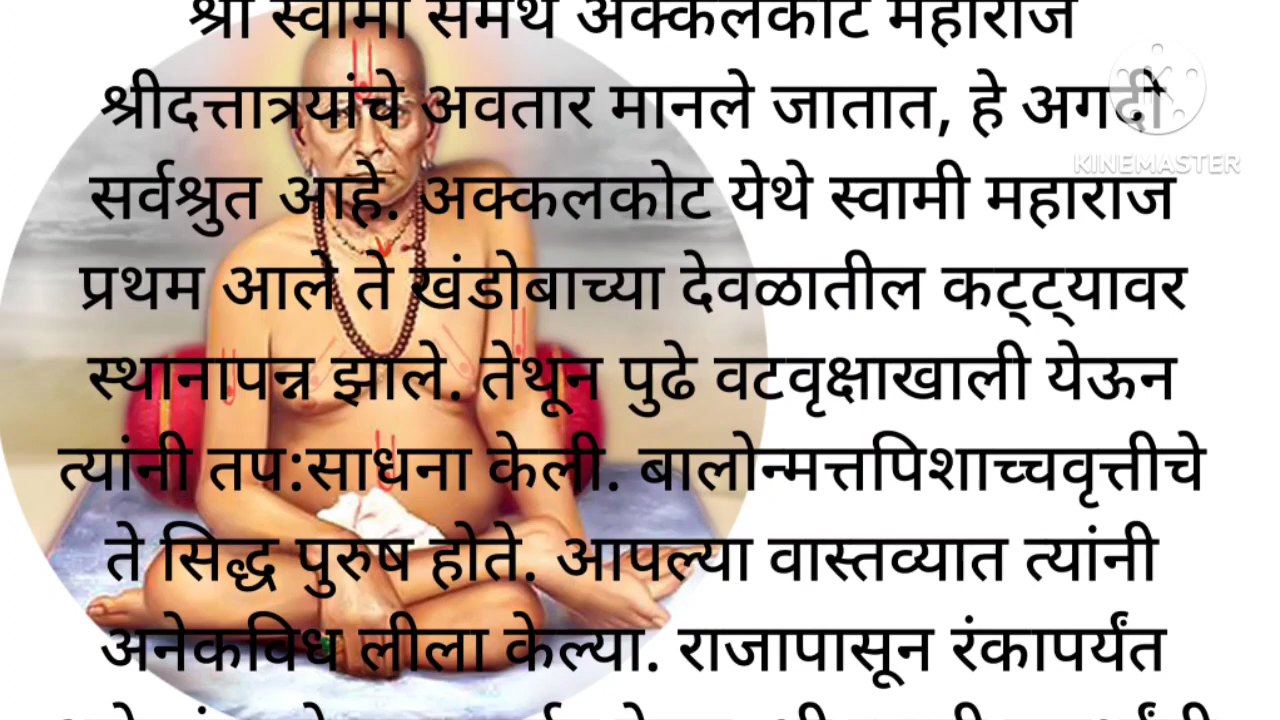 श्री स्वामी समर्थ अक्कलकोट महाराज
श्रीदत्तात्रयांचे अवतार मानले जातात, हे अगदी
सर्वश्रुत आहे. अक्कलकोट येथे स्वामी महाराज
प्रथम आले ते खंडोबाच्या देवळातील कट्ट्यावर
स्थानापन्न झाले. तेथून पुढे वटवृक्षाखाली येऊन
त्यांनी तप:साधना केली. बालोन्मत्तपिशाच्चवृत्तीचे
ते सिद्ध पुरुष होते. आपल्या वास्तव्यात त्यांनी
अनेकविध लीला केल्या. राजापासून रंकापर्यंत
KINEMASTER